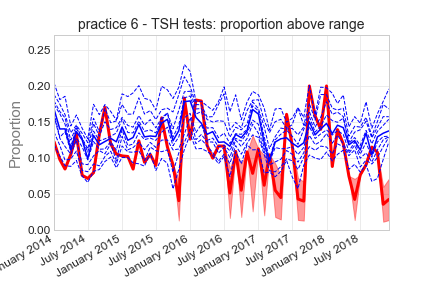 practice 6 - TSH tests: proportion above range
0.25
0.20
0.15
0.10
0.05
0.00
Proportion
nuary 2014
July 2014
January 2015
July 2015
January 2016
July 2016
January 2017
July 2017
January 2018
July 2018